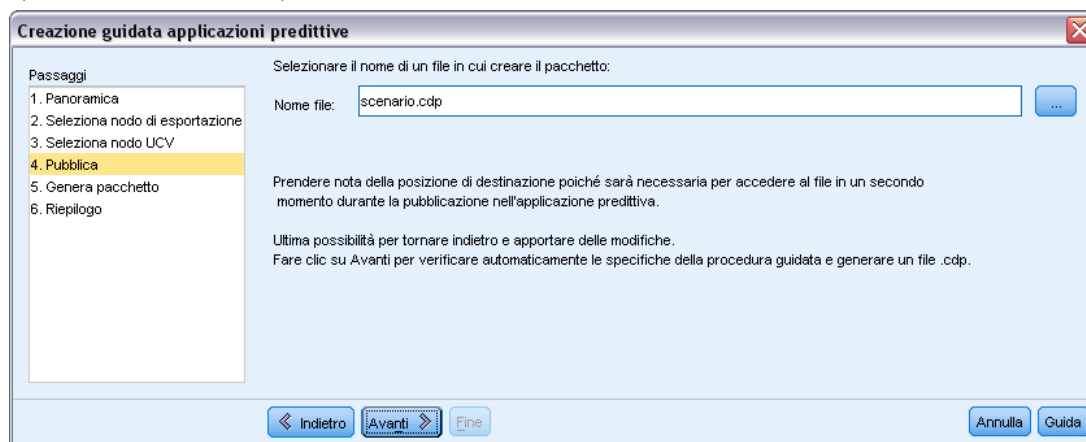 Creazione guidata applicazioni predittive
Passaggi
1. Panoramica
2. Seleziona nodo di esportazione
3. Seleziona nodo UCV
4. Pubblica
5. Genera pacchetto
6. Riepilogo
Selezionare il nome di un file in cui creare il pacchetto:
Nome file: scenario.cdp ...
Prendere nota della posizione di destinazione poiché sarà necessaria per accedere al file in un secondo
momento durante la pubblicazione nell'applicazione predittiva.
Ultima possibilità per tornare indietro e apportare delle modifiche.
Fare clic su Avanti per verificare automaticamente le specifiche della procedura guidata e generare un file .cdp.
Indietro Avanti Fine Annulla Guida